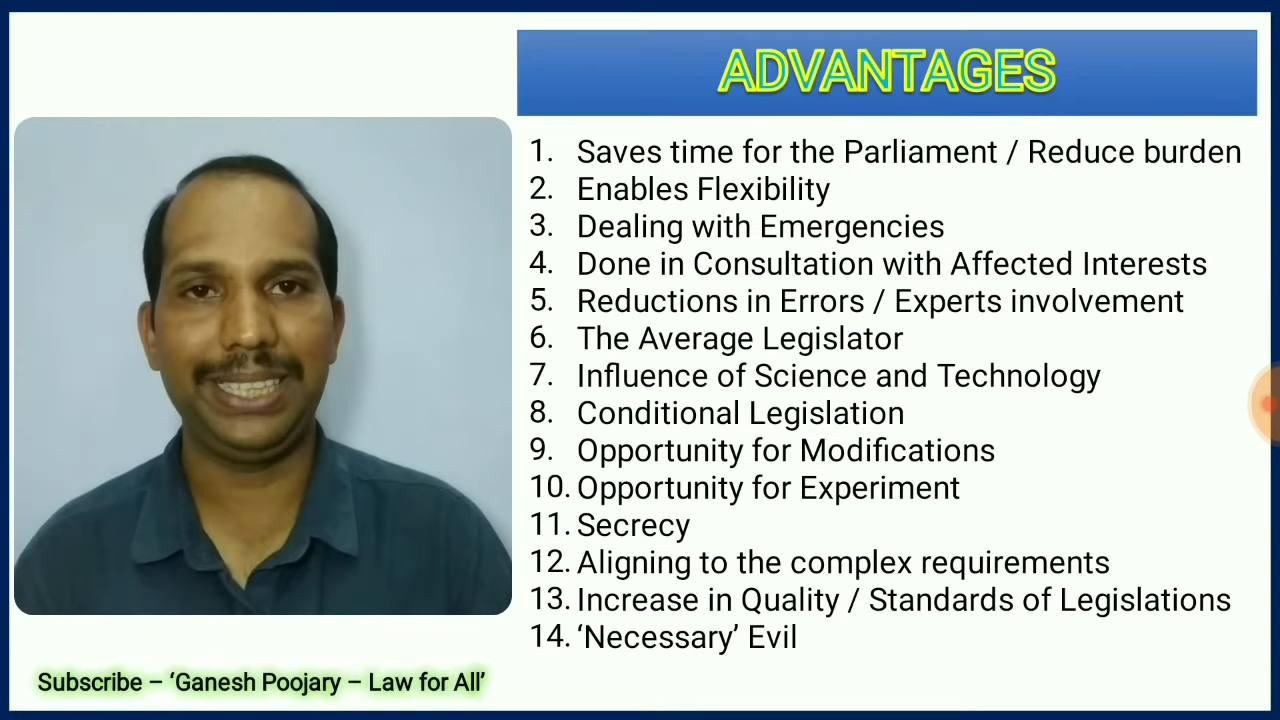 ADVANTAGES
1. Saves time for the Parliament / Reduce burden
2. Enables Flexibility
3. Dealing with Emergencies
4. Done in Consultation with Affected Interests
5. Reductions in Errors / Experts involvement
6. The Average Legislator
7. Influence of Science and Technology
8. Conditional Legislation
9. Opportunity for Modifications
10. Opportunity for Experiment
11. Secrecy
12. Aligning to the complex requirements
13. Increase in Quality / Standards of Legislations
14. ‘Necessary’ Evil
Subscribe – ‘Ganesh Poojary – Law for All’